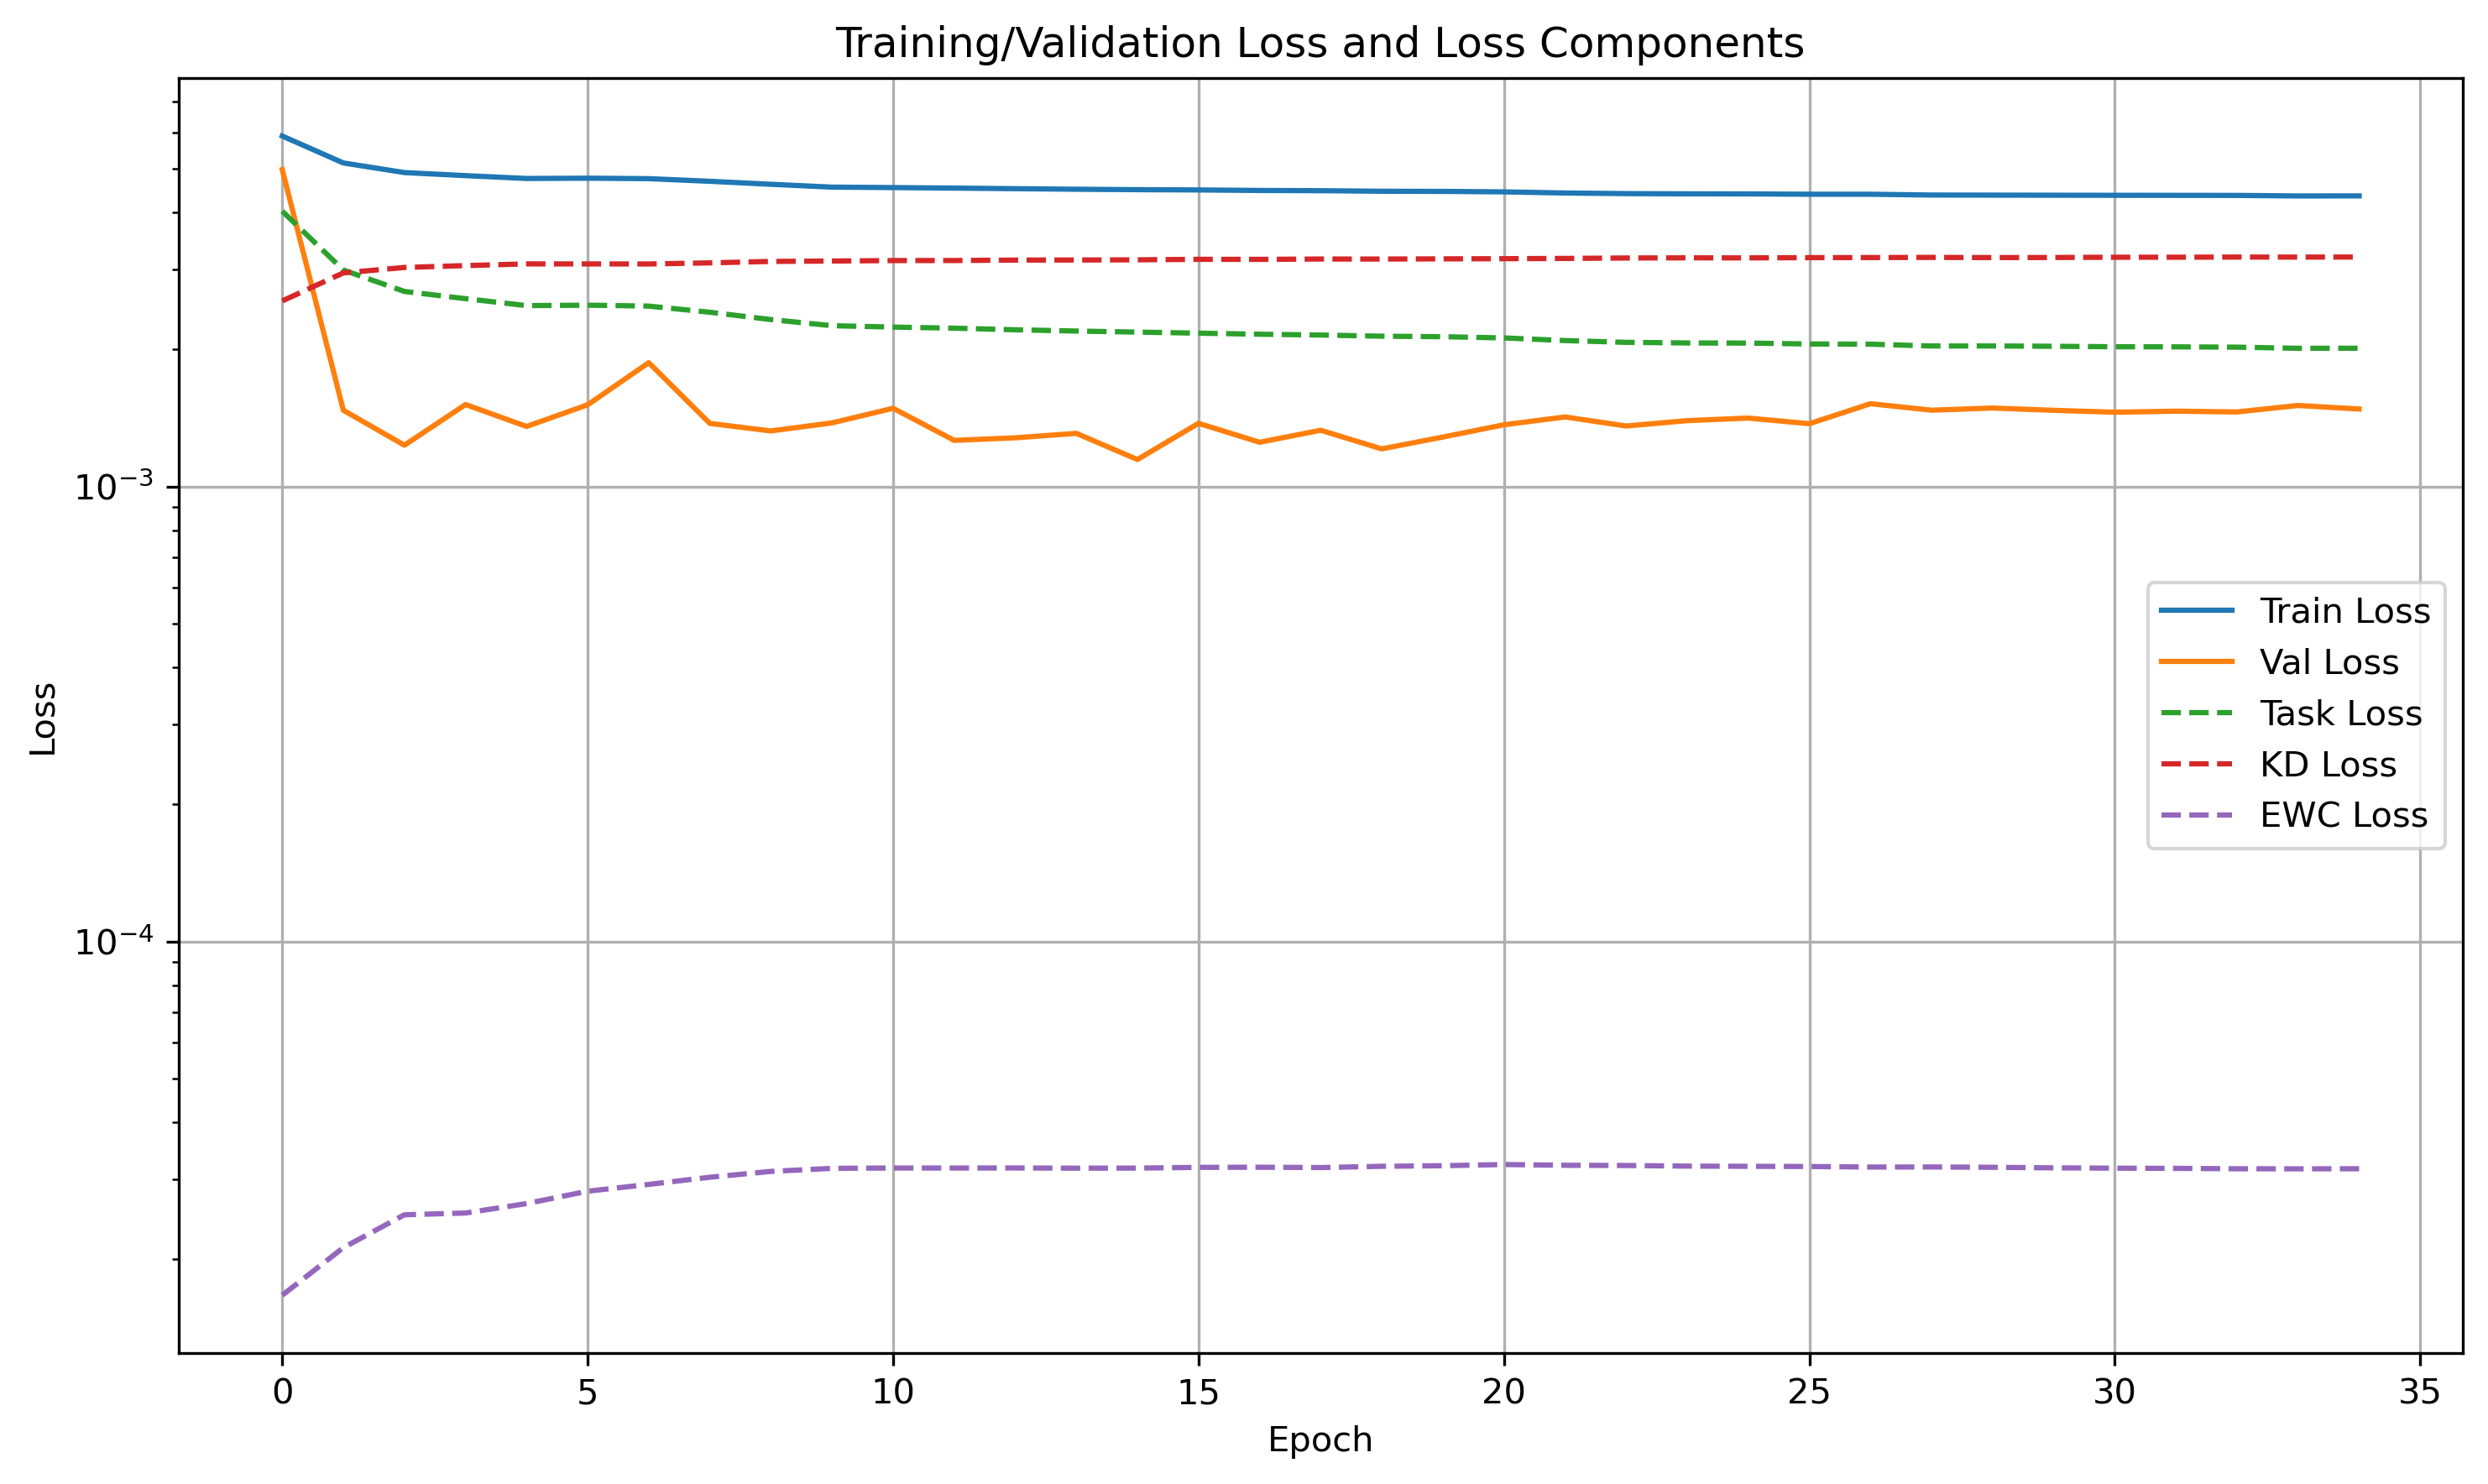 Training/Validation Loss and Loss Components
Loss
10⁻³
10⁻⁴
Train Loss
Val Loss
Task Loss
KD Loss
EWC Loss
0 5 10 15 20 25 30 35
Epoch